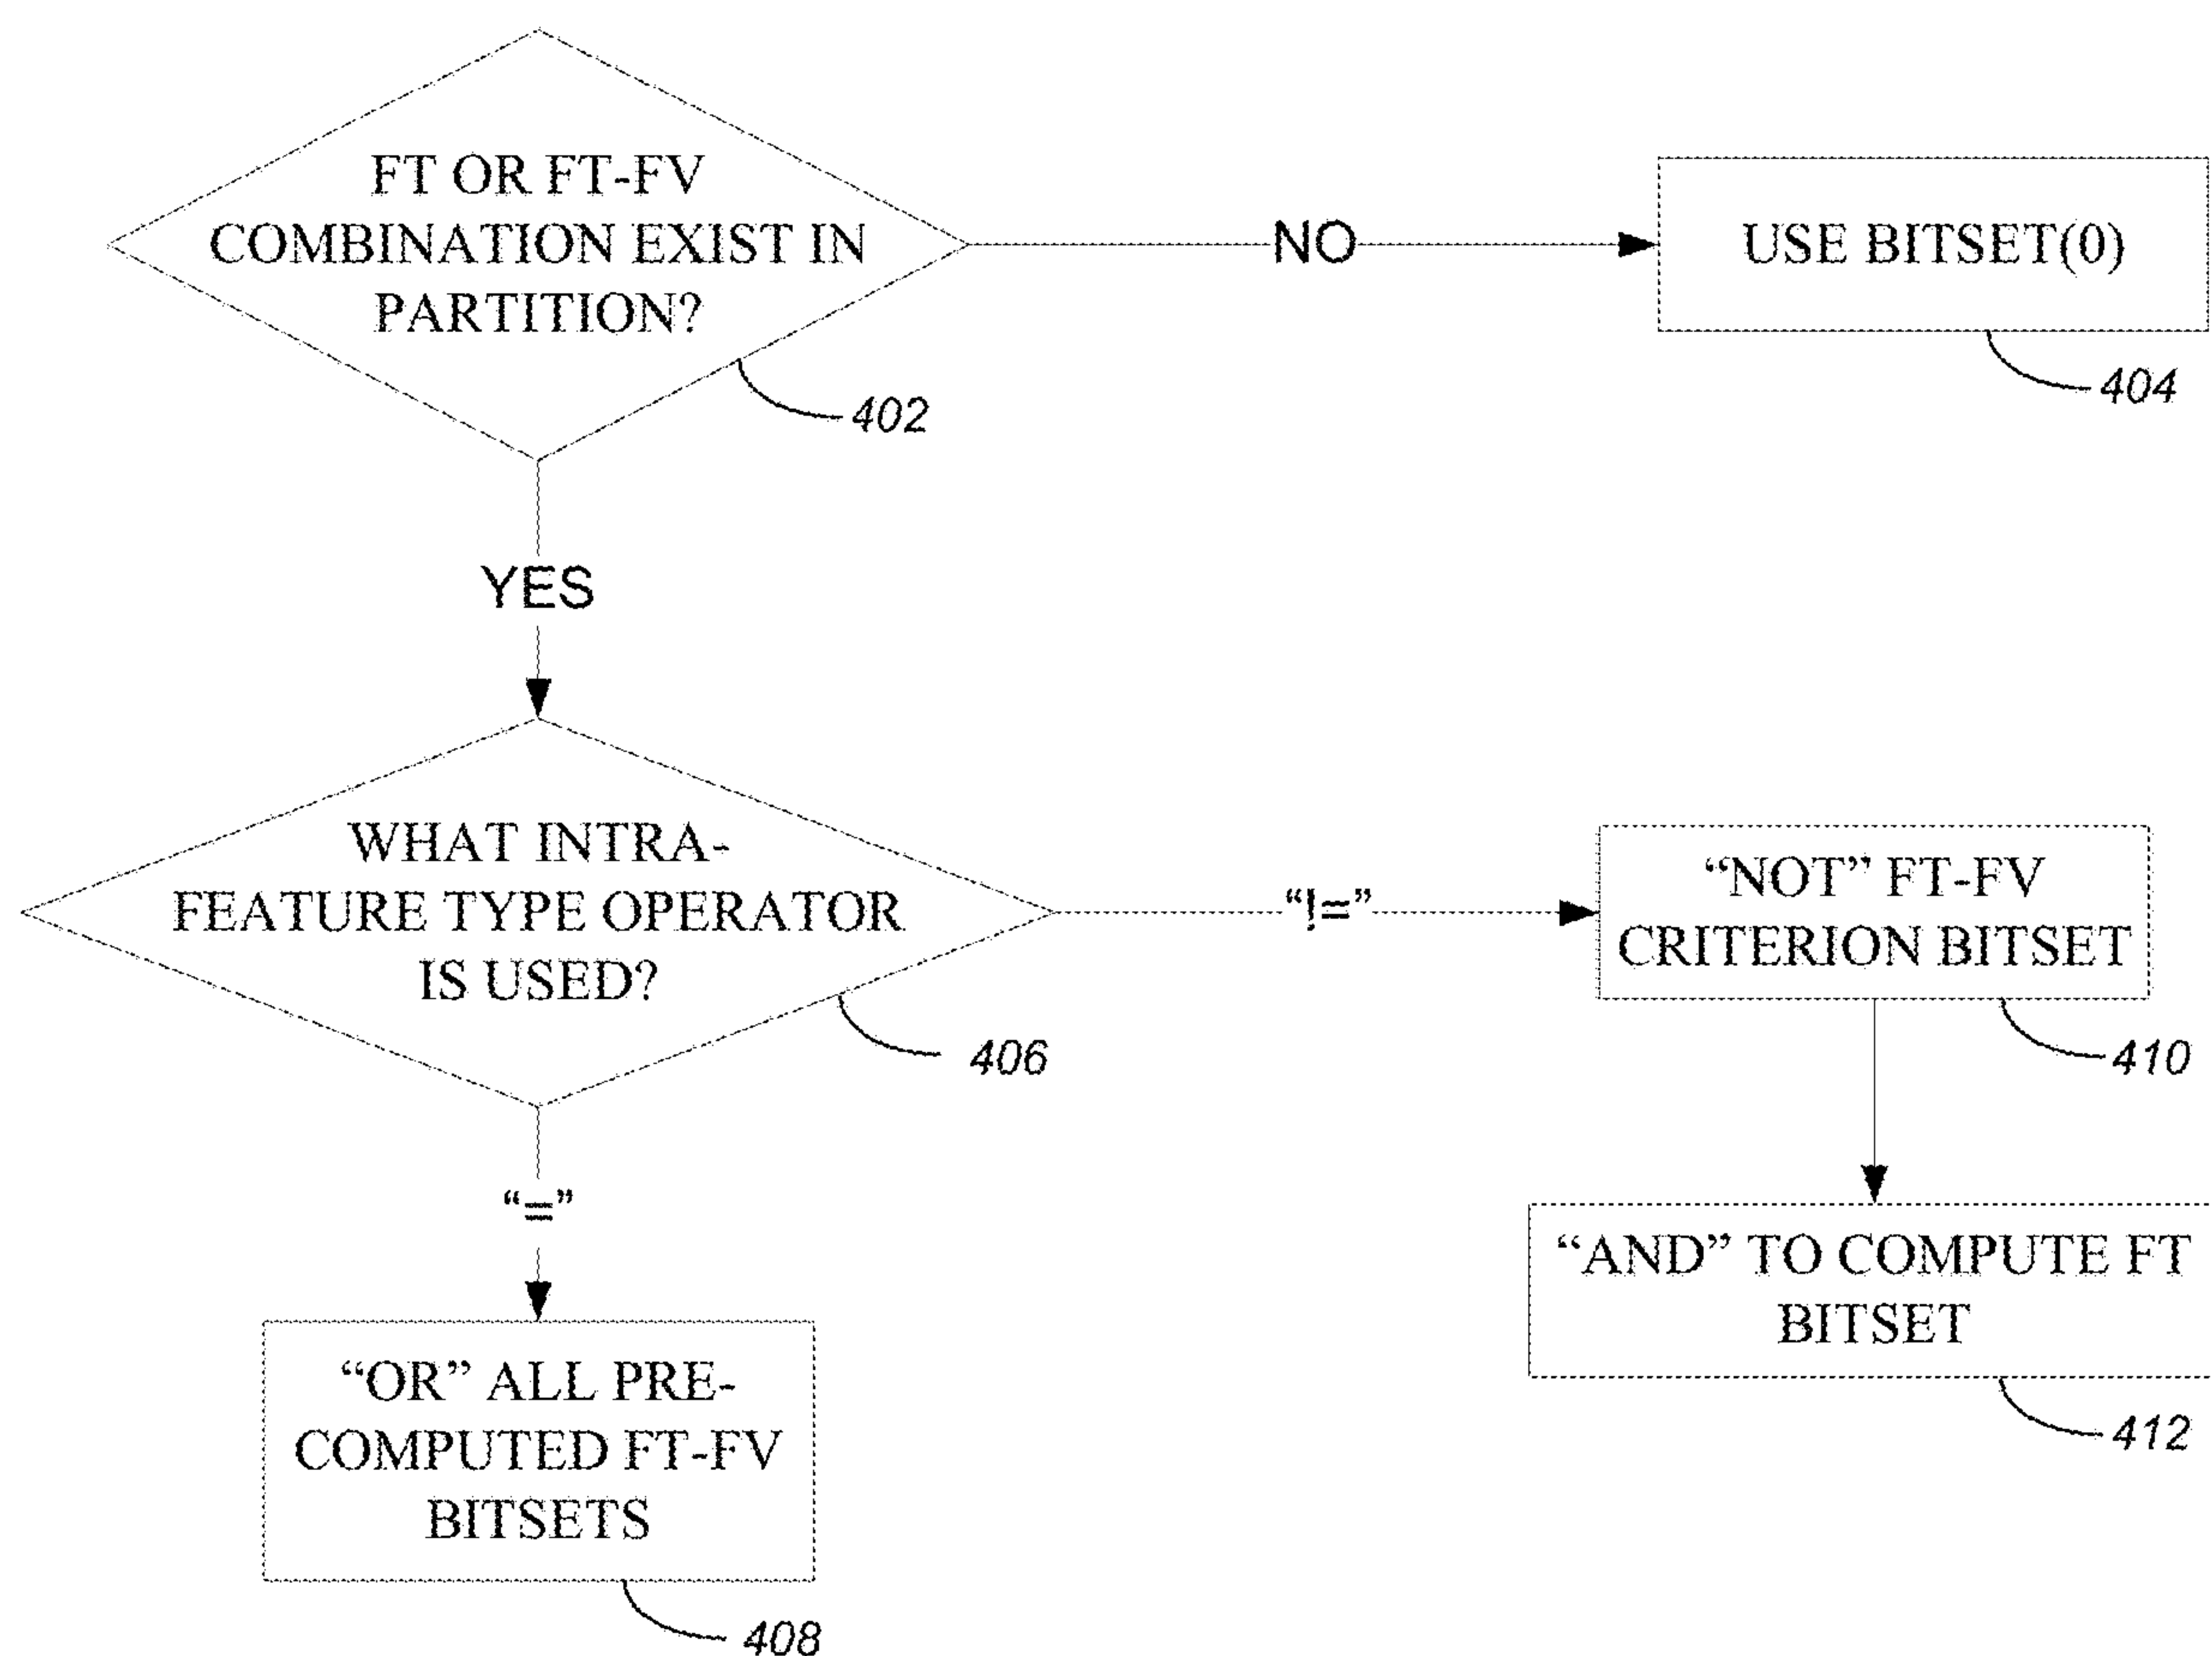 FT OR FT-FV
COMBINATION EXIST IN
PARTITION?
402
NO
USE BITSET(0)
404
YES
WHAT INTRA-
FEATURE TYPE OPERATOR
IS USED?
406
“!=”
“NOT” FT-FV
CRITERION BITSET
410
“=”
“AND” TO COMPUTE FT
BITSET
412
“OR” ALL PRE-
COMPUTED FT-FV
BITSETS
408